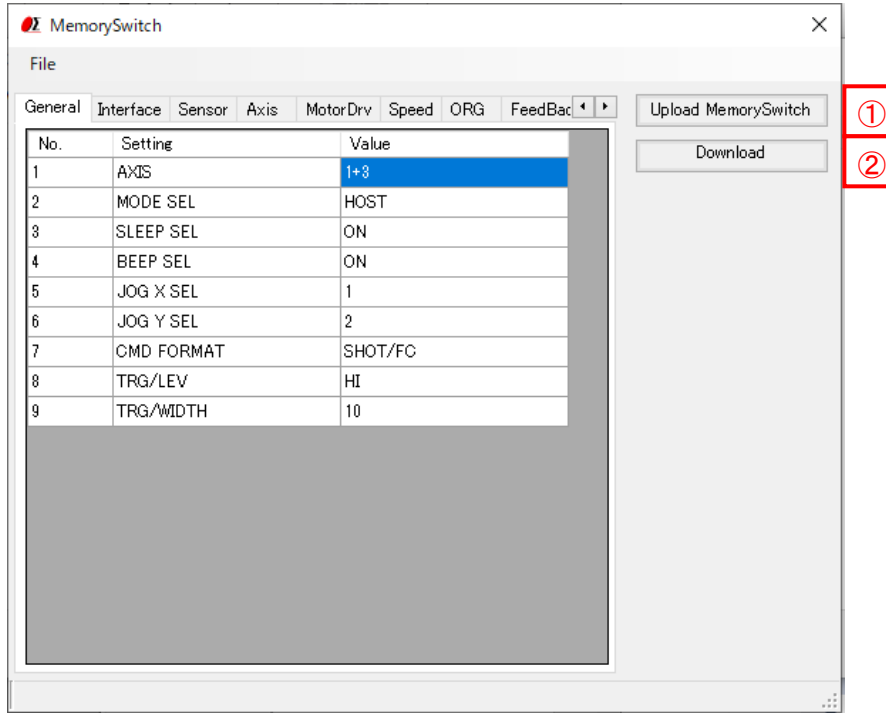 MemorySwitch
File
General Interface Sensor Axis MotorDrv Speed ORG FeedBac
Upload MemorySwitch ①
Download ②
No. Setting Value
1 AXIS 1+3
2 MODE SEL HOST
3 SLEEP SEL ON
4 BEEP SEL ON
5 JOG X SEL 1
6 JOG Y SEL 2
7 CMD FORMAT SHOT/FC
8 TRG/LEV HI
9 TRG/WIDTH 10